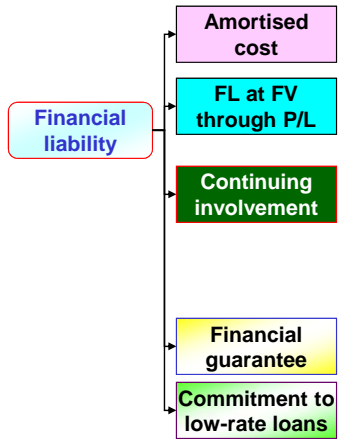 Amortised
cost
FL at FV
through P/L
Financial
liability
Continuing
involvement
Financial
guarantee
Commitment to
low-rate loans